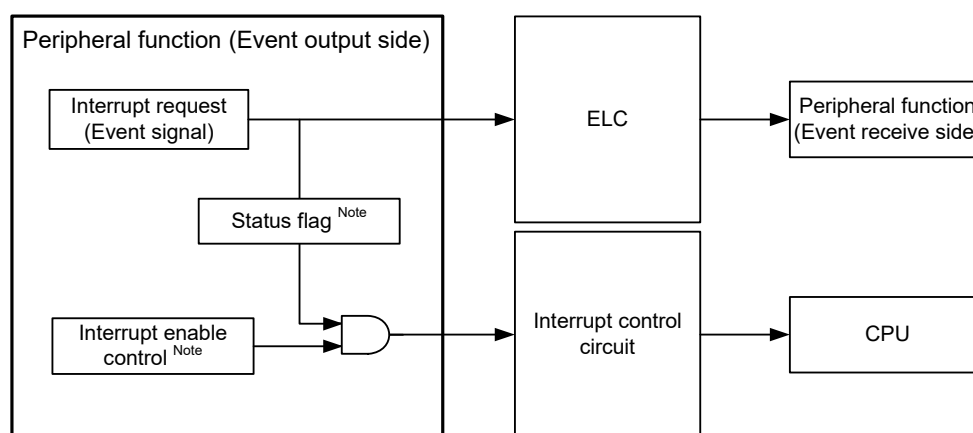 Peripheral function (Event output side)
Interrupt request
(Event signal)
ELC
Peripheral function
(Event receive side
Status flag Note
Interrupt enable
control Note
Interrupt control
circuit
CPU